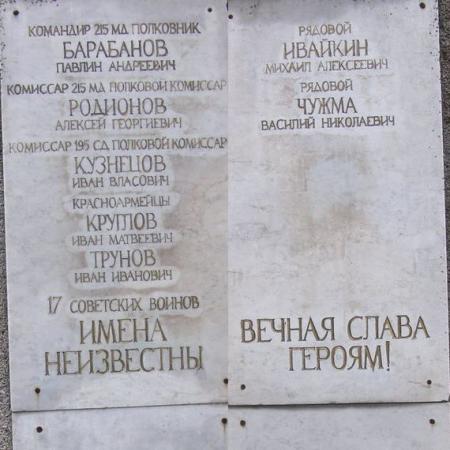 КОМАНДИР 215 МД ПОЛКОВНИК
БАРАБАНОВ
ПАВЛИН АНДРЕЕВИЧ
КОМИССАР 215 МД ПОЛКОВОЙ КОМИССАР
РОДИОНОВ
АЛЕКСЕЙ ГЕОРГИЕВИЧ
КОМИССАР 195 СД ПОЛКОВОЙ КОМИССАР
КУЗНЕЦОВ
ИВАН ВЛАСОВИЧ
КРАСНОАРМЕЙЦЫ
КРУГЛОВ
ИВАН МАТВЕЕВИЧ
ТРУНОВ
ИВАН ИВАНОВИЧ
17 СОВЕТСКИХ ВОИНОВ
ИМЕНА
НЕИЗВЕСТНЫ
РЯДОВОЙ
ИВАЙКИН
МИХАИЛ АЛЕКСЕЕВИЧ
РЯДОВОЙ
ЧУЖМА
ВАСИЛИЙ НИКОЛАЕВИЧ
ВЕЧНАЯ СЛАВА
ГЕРОЯМ!